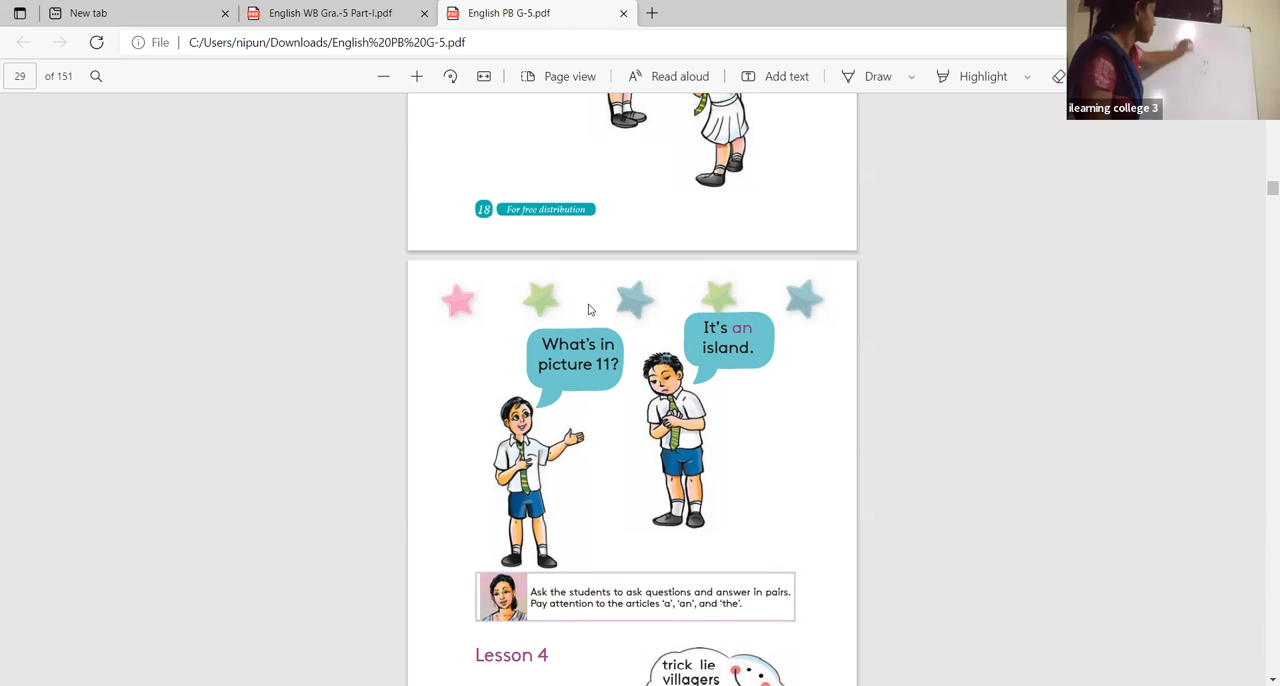 New tab
English WB Gra.-5 Part-I.pdf
English PB G-5.pdf
File
C:/Users/nipun/Downloads/English%20PB%20G-5.pdf
29
of 151
Page view
Read aloud
Add text
Draw
Highlight
ilearning college 3
18 For free distribution
What's in
picture 11?
It's an
island.
Ask the students to ask questions and answer in pairs.
Pay attention to the articles ‘a’, ‘an’, and ‘the’.
Lesson 4
trick lie
villagers